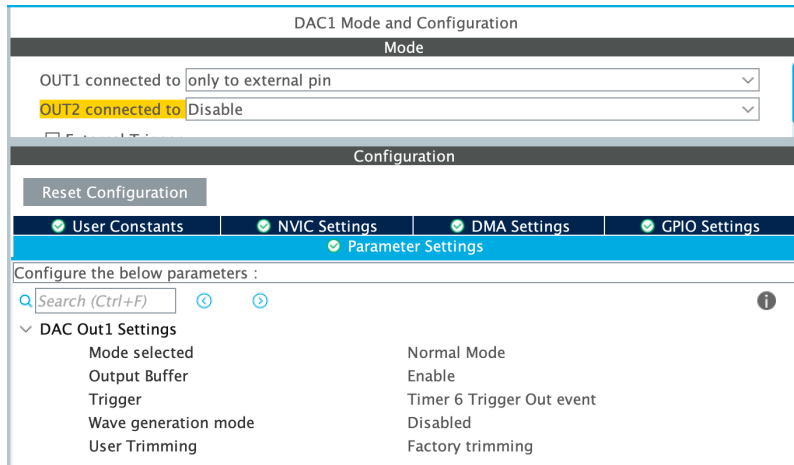 DAC1 Mode and Configuration
Mode
OUT1 connected to only to external pin
OUT2 connected to Disable
Configuration
Reset Configuration
User Constants NVIC Settings DMA Settings GPIO Settings
Parameter Settings
Configure the below parameters :
Search (Ctrl+F)
DAC Out1 Settings
Mode selected Normal Mode
Output Buffer Enable
Trigger Timer 6 Trigger Out event
Wave generation mode Disabled
User Trimming Factory trimming